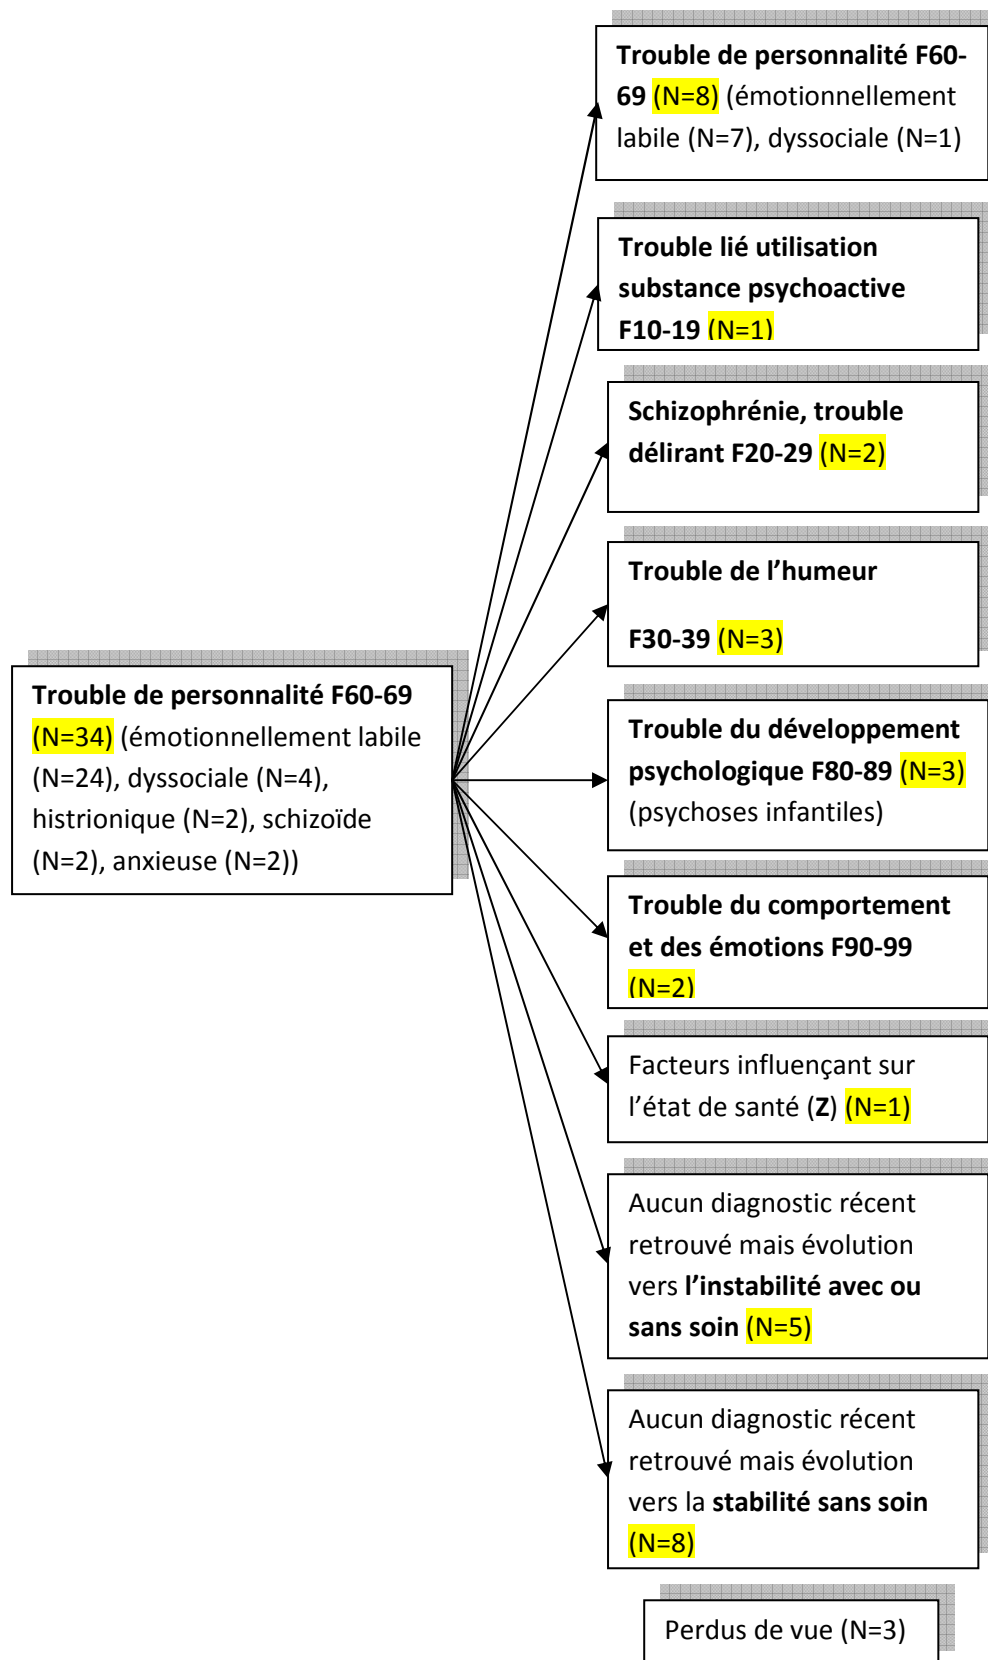 Trouble de personnalité F60-
69 (N=8) (émotionnellement
labile (N=7), dyssociale (N=1)
Trouble lié utilisation
substance psychoactive
F10-19 (N=1)
Schizophrénie, trouble
délirant F20-29 (N=2)
Trouble de l’humeur
F30-39 (N=3)
Trouble de personnalité F60-69
(N=34) (émotionnellement labile
(N=24), dyssociale (N=4),
histrionique (N=2), schizoïde
(N=2), anxieuse (N=2))
Trouble du développement
psychologique F80-89 (N=3)
(psychoses infantiles)
Trouble du comportement
et des émotions F90-99
(N=2)
Facteurs influençant sur
l’état de santé (Z) (N=1)
Aucun diagnostic récent
retrouvé mais évolution
vers l’instabilité avec ou
sans soin (N=5)
Aucun diagnostic récent
retrouvé mais évolution
vers la stabilité sans soin
(N=8)
Perdus de vue (N=3)